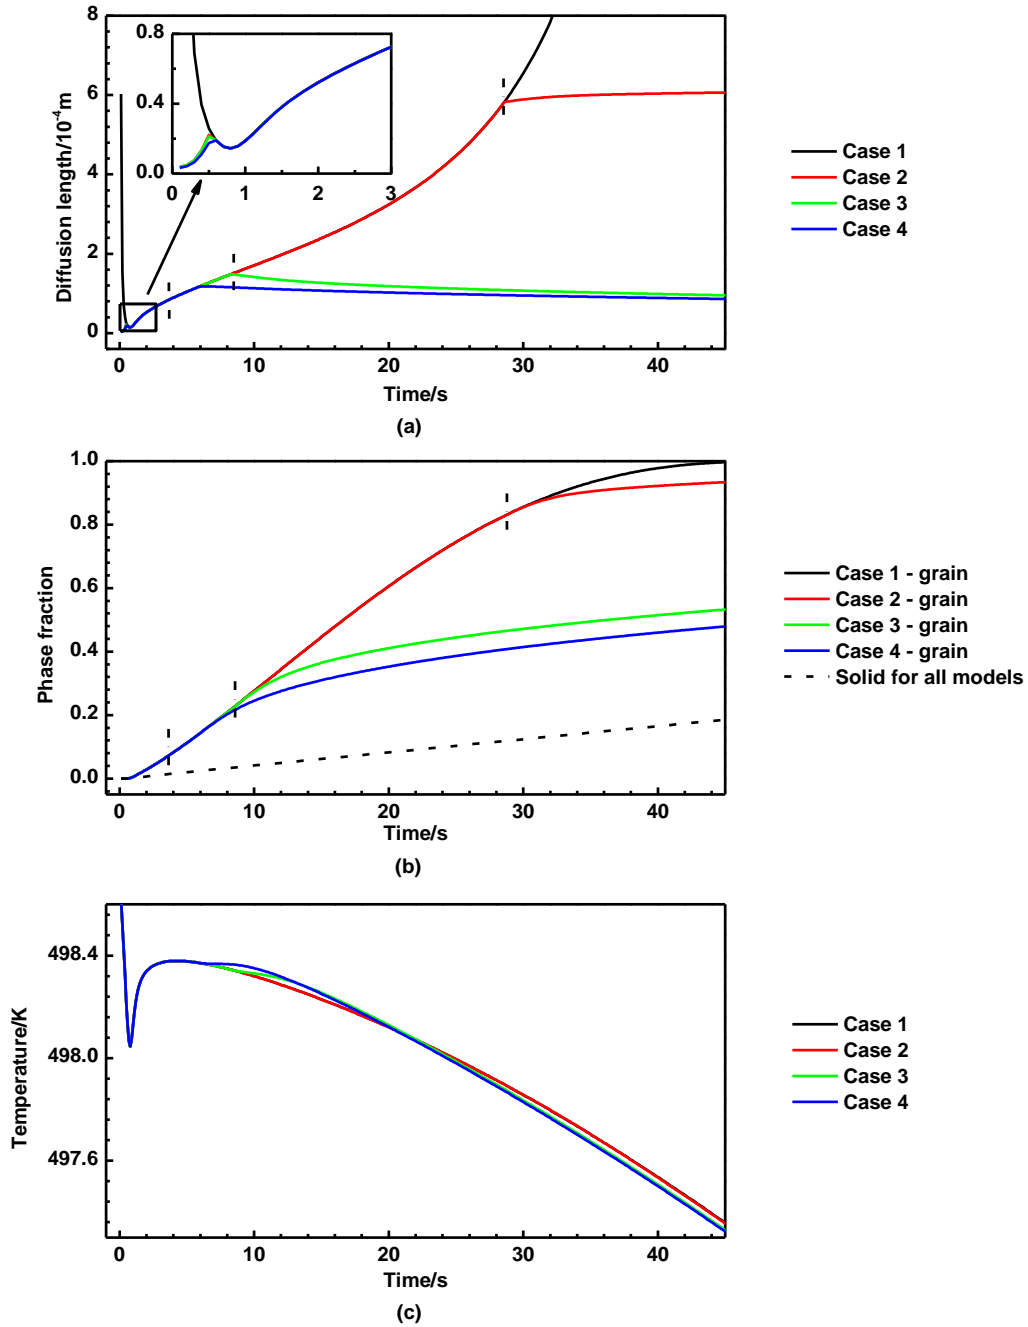 8
6
4
2
0
Diffusion length/10⁻⁴m
0.8
0.4
0.0
0 1 2 3
0 10 20 30 40
Time/s
(a)
Case 1
Case 2
Case 3
Case 4
1.0
0.8
0.6
0.4
0.2
0.0
Phase fraction
0 10 20 30 40
Time/s
(b)
Case 1 - grain
Case 2 - grain
Case 3 - grain
Case 4 - grain
Solid for all models
498.4
498.0
497.6
Temperature/K
0 10 20 30 40
Time/s
(c)
Case 1
Case 2
Case 3
Case 4